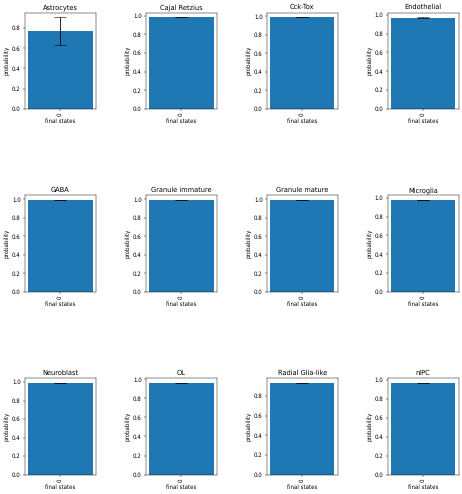 Astrocytes
probability
0.8
0.6
0.4
0.2
0.0
0
final states
Cajal Retzius
probability
1.0
0.8
0.6
0.4
0.2
0.0
0
final states
Cck-Tox
probability
1.0
0.8
0.6
0.4
0.2
0.0
0
final states
Endothelial
probability
1.0
0.8
0.6
0.4
0.2
0.0
0
final states
GABA
probability
1.0
0.8
0.6
0.4
0.2
0.0
0
final states
Granule immature
probability
1.0
0.8
0.6
0.4
0.2
0.0
0
final states
Granule mature
probability
1.0
0.8
0.6
0.4
0.2
0.0
0
final states
Microglia
probability
1.0
0.8
0.6
0.4
0.2
0.0
0
final states
Neuroblast
probability
1.0
0.8
0.6
0.4
0.2
0.0
0
final states
OL
probability
1.0
0.8
0.6
0.4
0.2
0.0
0
final states
Radial Glia-like
probability
0.8
0.6
0.4
0.2
0.0
0
final states
nIPC
probability
1.0
0.8
0.6
0.4
0.2
0.0
0
final states